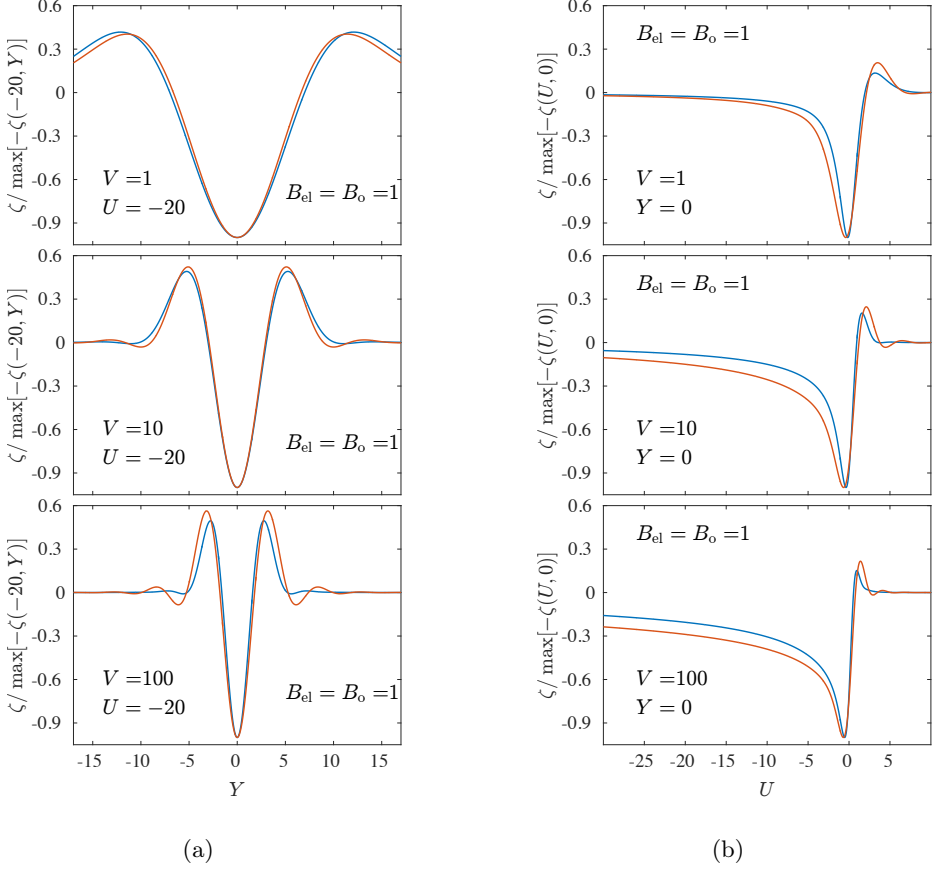 0.6
0.3
0
-0.3
-0.6
-0.9
ζ/ max[−ζ(−20, Y)]
V =1
U = −20
B_el = B_o =1
0.6
0.3
0
-0.3
-0.6
-0.9
ζ/ max[−ζ(−20, Y)]
V =10
U = −20
B_el = B_o =1
0.6
0.3
0
-0.3
-0.6
-0.9
ζ/ max[−ζ(−20, Y)]
V =100
U = −20
B_el = B_o =1
-15 -10 -5 0 5 10 15
Y
(a)
0.6
0.3
0
-0.3
-0.6
-0.9
ζ/ max[−ζ(U, 0)]
B_el = B_o =1
V =1
Y = 0
0.6
0.3
0
-0.3
-0.6
-0.9
ζ/ max[−ζ(U, 0)]
B_el = B_o =1
V =10
Y = 0
0.6
0.3
0
-0.3
-0.6
-0.9
ζ/ max[−ζ(U, 0)]
B_el = B_o =1
V =100
Y = 0
-25 -20 -15 -10 -5 0 5
U
(b)